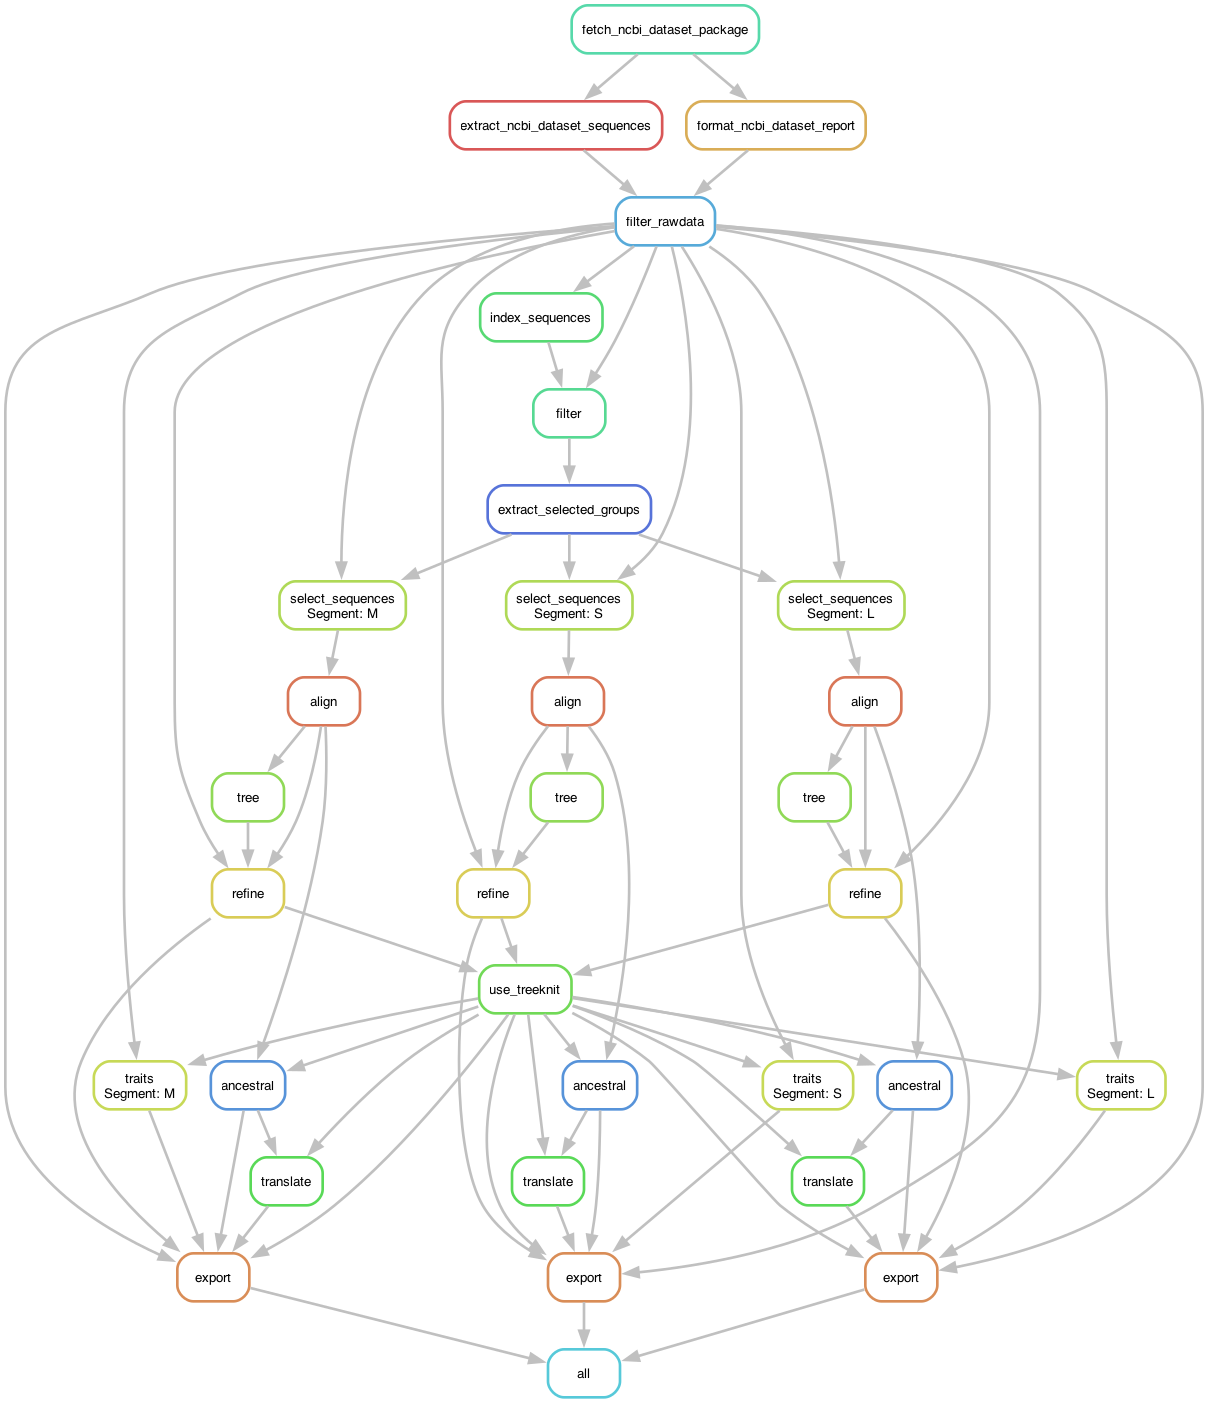 fetch_ncbi_dataset_package
extract_ncbi_dataset_sequences
format_ncbi_dataset_report
filter_rawdata
index_sequences
filter
extract_selected_groups
select_sequences
Segment: M
select_sequences
Segment: S
select_sequences
Segment: L
align
align
align
tree
tree
tree
refine
refine
refine
use_treeknit
traits
Segment: M
ancestral
ancestral
traits
Segment: S
ancestral
traits
Segment: L
translate
translate
translate
export
export
export
all